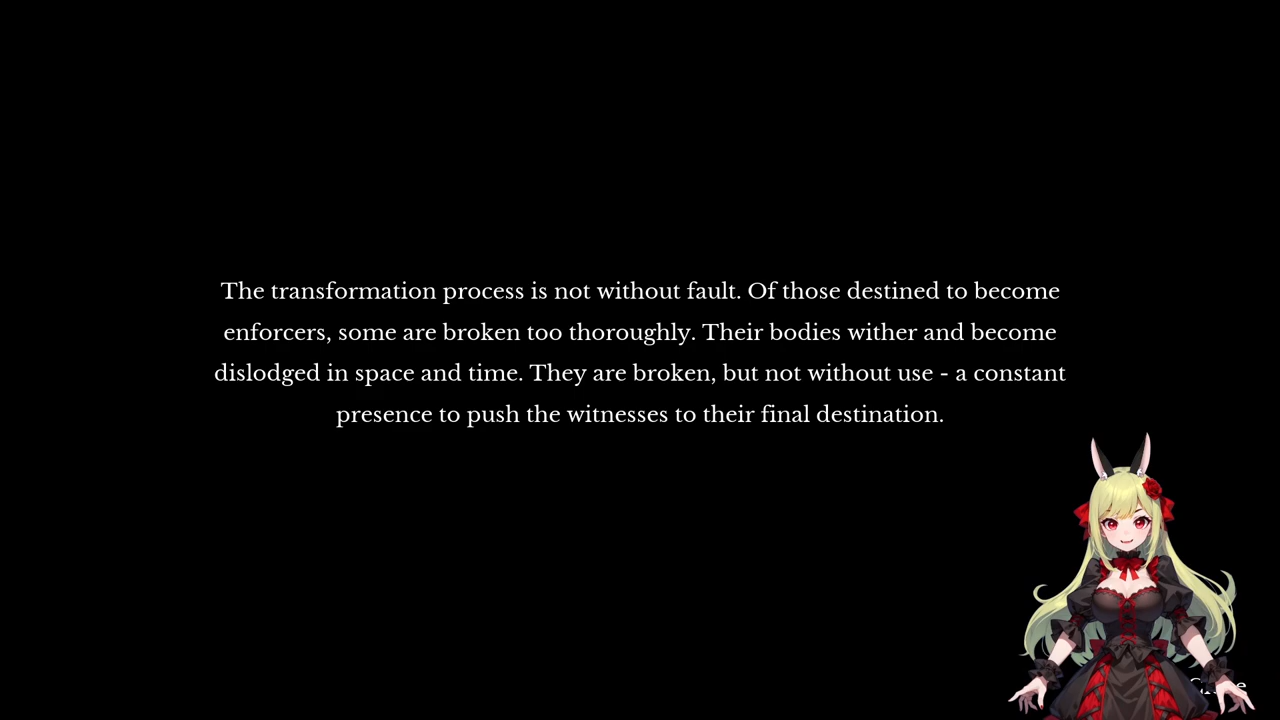 The transformation process is not without fault. Of those destined to become
enforcers, some are broken too thoroughly. Their bodies wither and become
dislodged in space and time. They are broken, but not without use - a constant
presence to push the witnesses to their final destination.